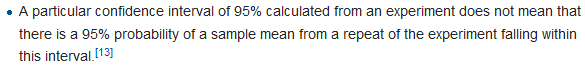 • A particular confidence interval of 95% calculated from an experiment does not mean that
there is a 95% probability of a sample mean from a repeat of the experiment falling within
this interval.[13]